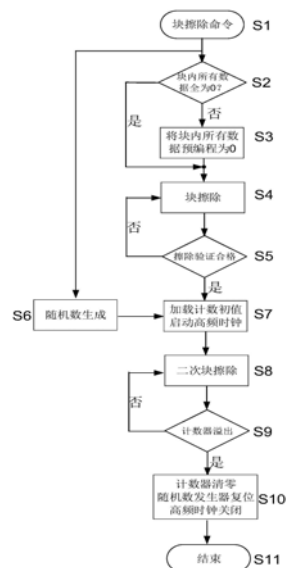 块擦除命令 S1
块内所有数
据全为0? S2
是
否
将块内所有数
据预编程为0 S3
块擦除 S4
否
擦除验证合格 S5
是
S6 随机数生成
加载计数初值
启动高频时钟 S7
二次块擦除 S8
否
计数器溢出 S9
是
计数器清零
随机数发生器复位
高频时钟关闭 S10
结束 S11